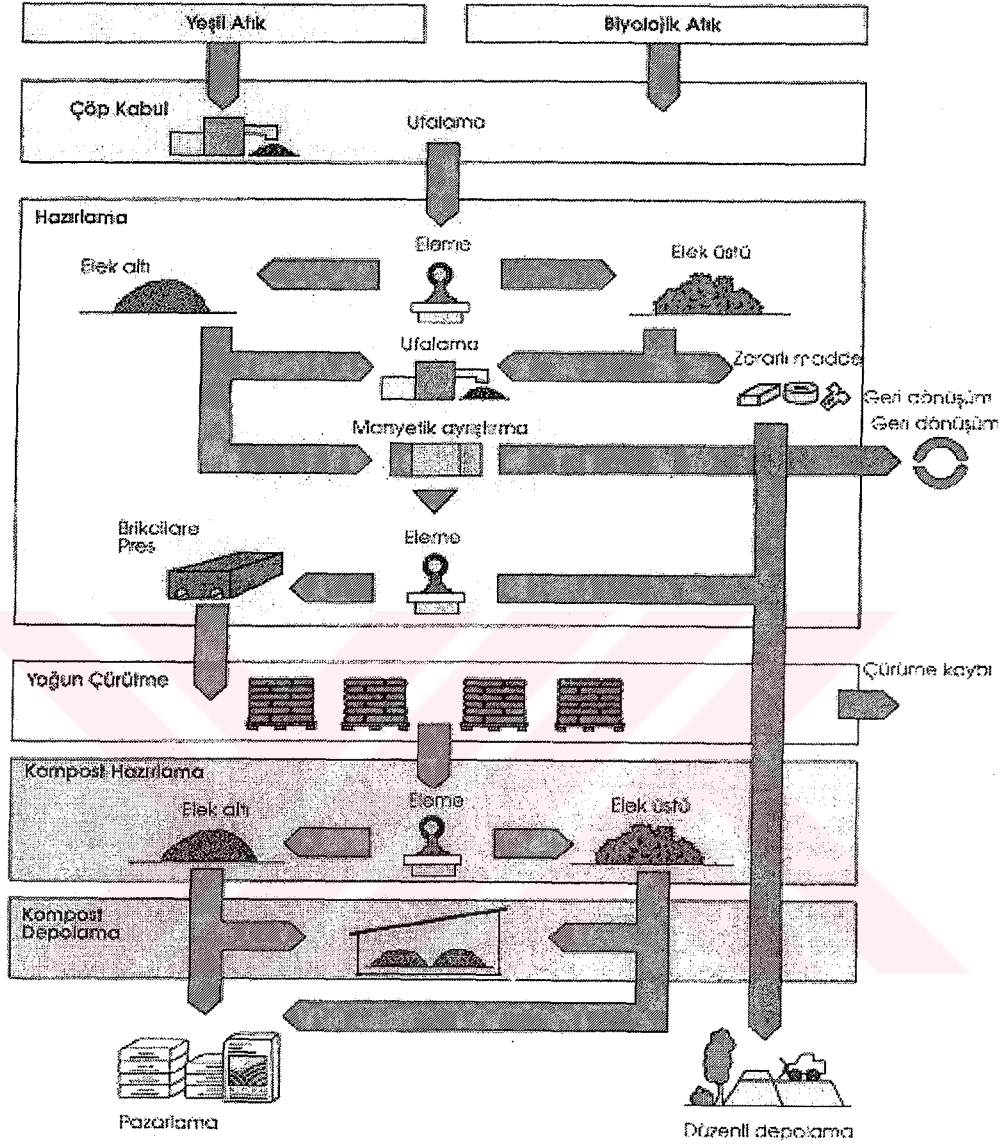 Yeşil Atık
Biyolojik Atık
Çöp Kabul
Ufalama
Hazırlama
Eleme
Elek altı
Elek üstü
Ufalama
Zararlı madde
Geri dönüşüm
Geri dönüşüm
Manyetik ayrıştırma
Brikollare
Pres
Eleme
Yoğun Çürütme
Çürüme kaybı
Kompost Hazırlama
Elek altı
Eleme
Elek üstü
Kompost
Depolama
Pazarlama
Düzenli depolama